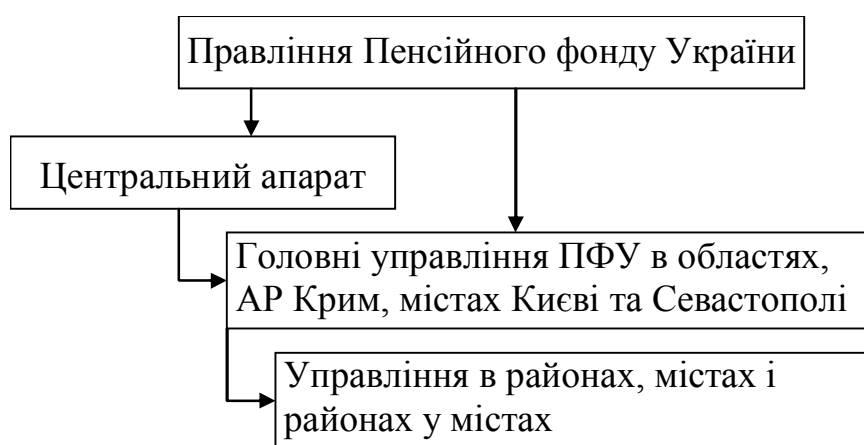 Правління Пенсійного фонду України
Центральний апарат
Головні управління ПФУ в областях,
АР Крим, містах Києві та Севастополі
Управління в районах, містах і
районах у містах